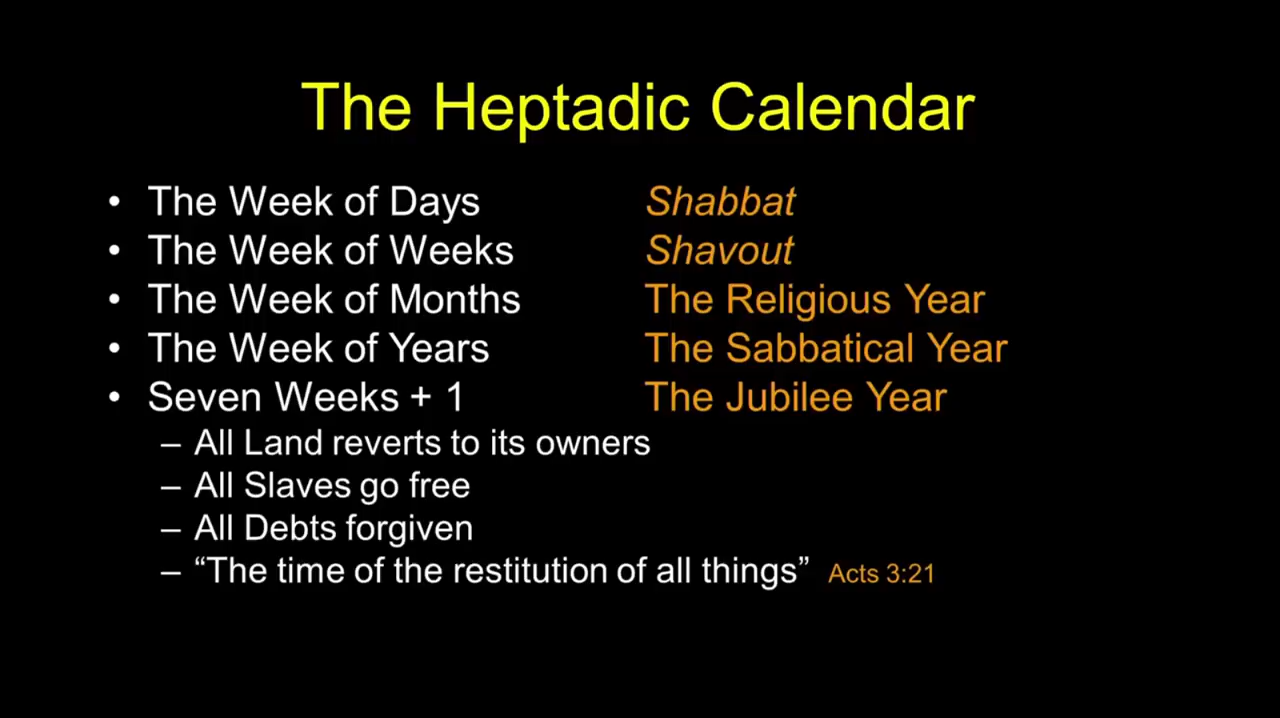 The Heptadic Calendar
• The Week of Days Shabbat
• The Week of Weeks Shavout
• The Week of Months The Religious Year
• The Week of Years The Sabbatical Year
• Seven Weeks + 1 The Jubilee Year
– All Land reverts to its owners
– All Slaves go free
– All Debts forgiven
– “The time of the restitution of all things” Acts 3:21